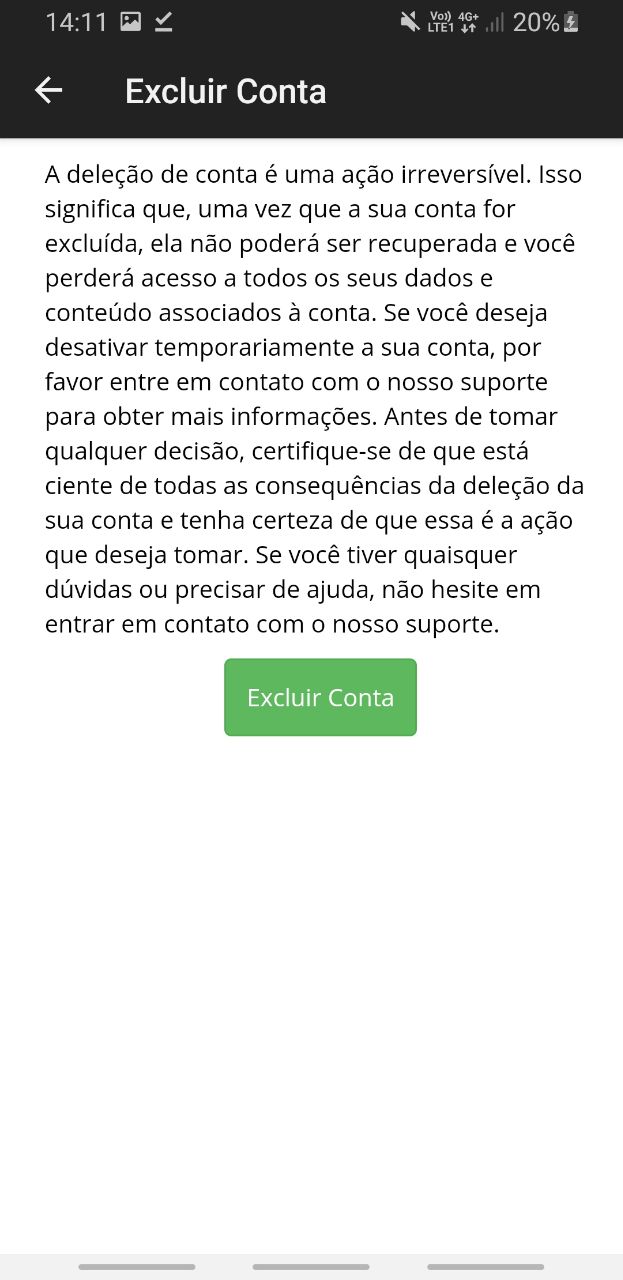 14:11
Vo)) LTE1 4G+ 20%
Excluir Conta
A deleção de conta é uma ação irreversível. Isso
significa que, uma vez que a sua conta for
excluída, ela não poderá ser recuperada e você
perderá acesso a todos os seus dados e
conteúdo associados à conta. Se você deseja
desativar temporariamente a sua conta, por
favor entre em contato com o nosso suporte
para obter mais informações. Antes de tomar
qualquer decisão, certifique-se de que está
ciente de todas as consequências da deleção da
sua conta e tenha certeza de que essa é a ação
que deseja tomar. Se você tiver quaisquer
dúvidas ou precisar de ajuda, não hesite em
entrar em contato com o nosso suporte.
Excluir Conta